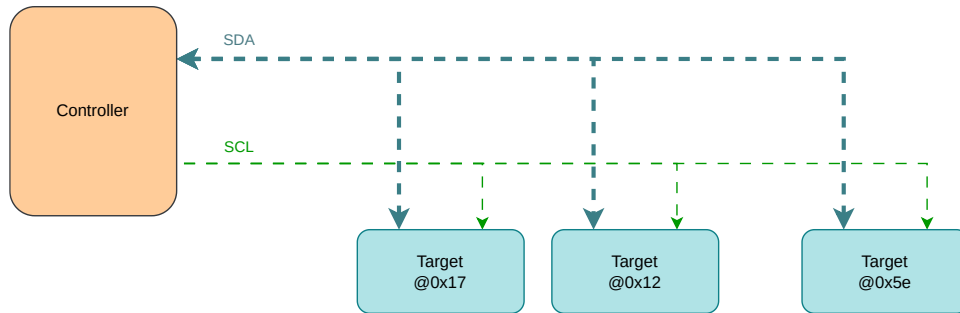 SDA
Controller
SCL
Target
@0x17
Target
@0x12
Target
@0x5e